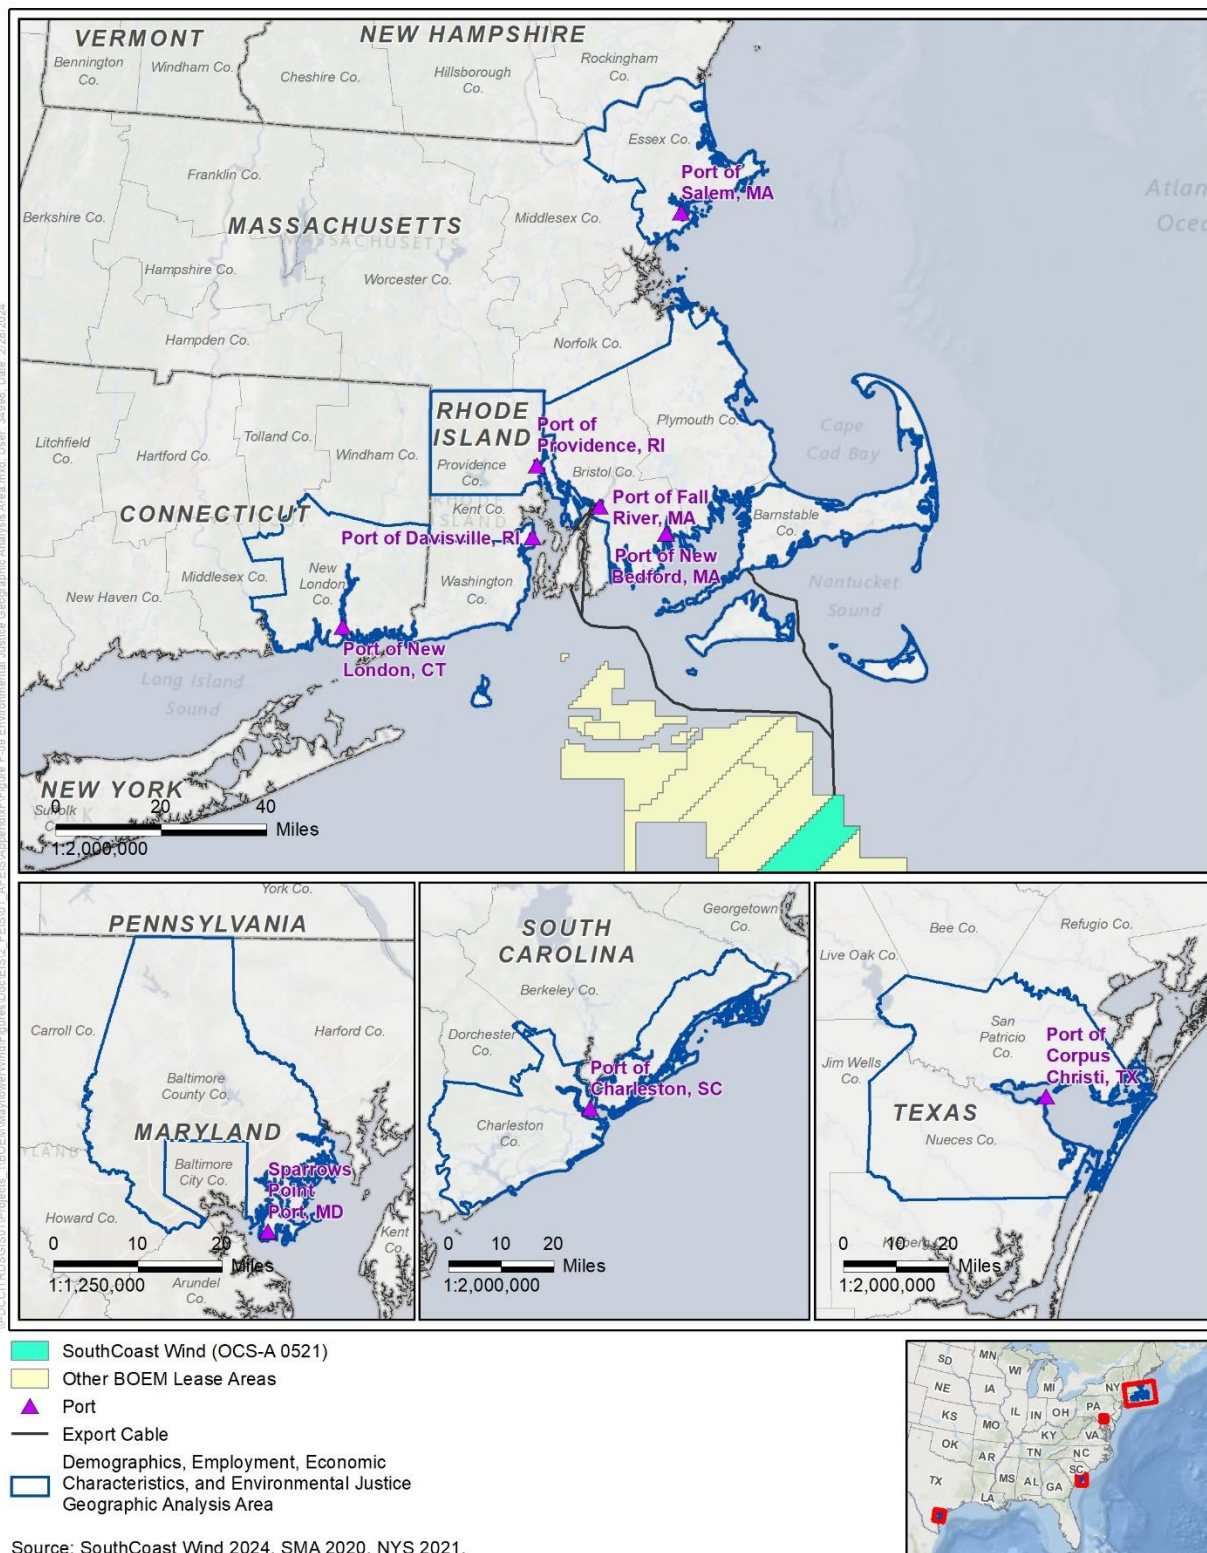 VERMONT
NEW HAMPSHIRE
Bennington
Co.
Windham Co.
Cheshire Co.
Hillsborough
Co.
Rockingham
Co.
Essex Co.
Port of
Salem, MA
Franklin Co.
Berkshire Co.
MASSACHUSETTS
MASSACHUSETTS
Middlesex Co.
Hampshire Co.
Worcester Co.
Hampden Co.
Norfolk Co.
Atlan
Ocea
RHODE
ISLAND
Port of
Providence, RI
Plymouth Co.
Cape
Cod Bay
Litchfield
Co.
Hartford Co.
Tolland Co.
Windham Co.
Providence
Co.
Bristol Co.
Kent Co.
CONNECTICUT
Port of Fall
River, MA
Barnstable
Co.
Port of Davisville, RI
Port of New
Bedford, MA
Middlesex Co.
New
London
Co.
Washington
Co.
New Haven Co.
Nantucket
Sound
Port of New
London, CT
Long Island
Sound
NEW YORK
Suffolk
0 20 40
Miles
1:2,000,000
York Co.
PENNSYLVANIA
Carroll Co.
Harford Co.
Baltimore
County Co.
MARYLAND
Baltimore
City Co.
Sparrows
Point
Port, MD
Howard Co.
Kent
Co.
0 10 20
Miles
1:1,250,000
Arundel
Co.
SOUTH
CAROLINA
Georgetown
Co.
Berkeley Co.
Dorchester
Co.
Port of
Charleston, SC
Charleston
Co.
0 10 20
Miles
1:2,000,000
Bee Co.
Refugio Co.
Live Oak Co.
San
Patricio
Co.
Port of
Corpus
Christi, TX
Jim Wells
Co.
TEXAS
Nueces Co.
Kleberg Co.
0 10 20
Miles
1:2,000,000
SouthCoast Wind (OCS-A 0521)
Other BOEM Lease Areas
Port
Export Cable
Demographics, Employment, Economic
Characteristics, and Environmental Justice
Geographic Analysis Area
Source: SouthCoast Wind 2024, SMA 2020, NYS 2021.
SD
MN
WI
MI
NY
NE
IA
PA
IL
IN
OH
KS
MO
KY
VA
OK
AR
TN
NC
SC
TX
MS
AL
GA
LA
FL